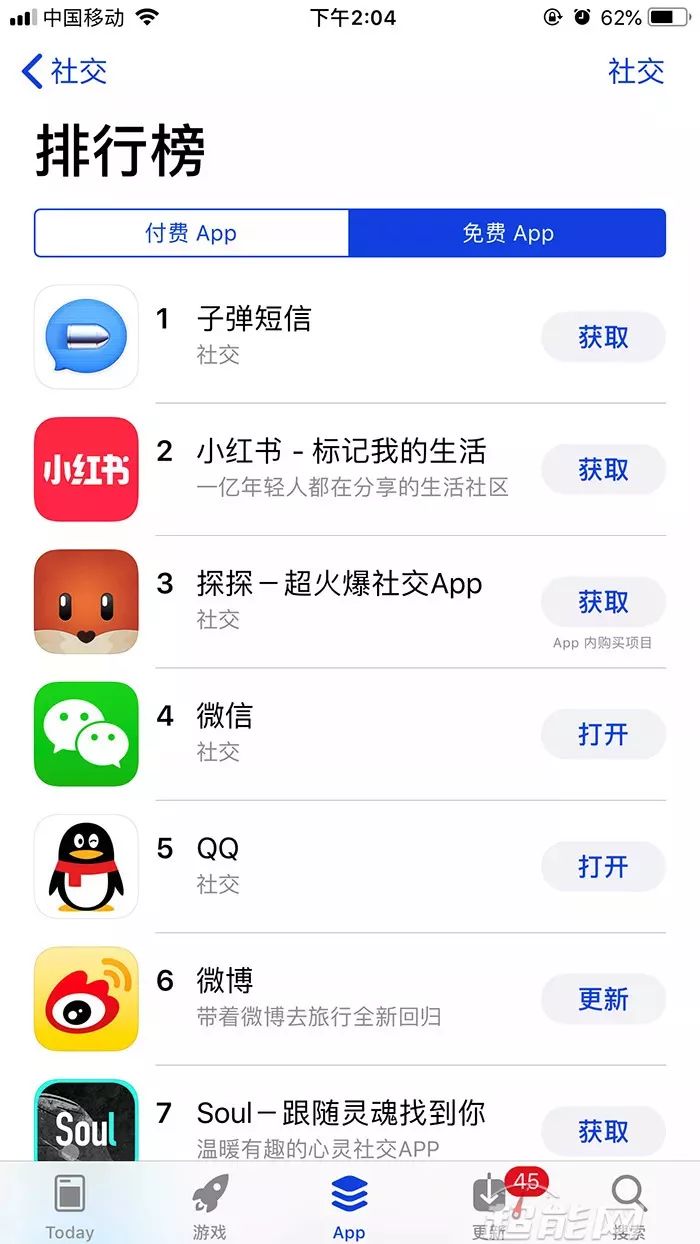 中国移动
下午2:04
62%
社交
社交
排行榜
付费 App
免费 App
1 子弹短信
社交
获取
小红书
2 小红书 - 标记我的生活
一亿年轻人都在分享的生活社区
获取
3 探探－超火爆社交App
社交
获取
App 内购买项目
4 微信
社交
打开
5 QQ
社交
打开
6 微博
带着微博去旅行全新回归
更新
Soul
7 Soul－跟随灵魂找到你
温暖有趣的心灵社交APP
获取
45
Today
游戏
App
更新
搜索
超能网